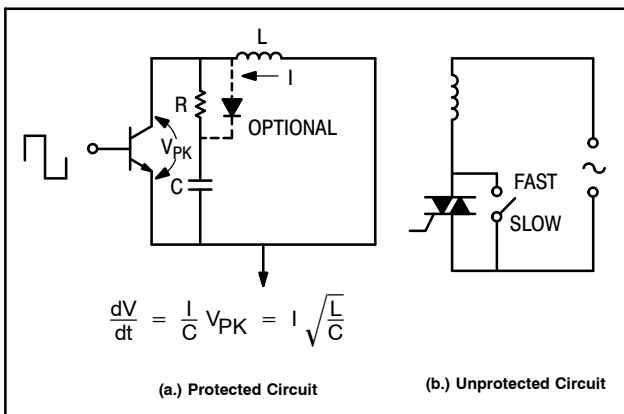 L
I
R
OPTIONAL
V_PK
C
dV/dt = I/C V_PK = I √(L/C)
(a.) Protected Circuit
FAST
SLOW
~
(b.) Unprotected Circuit